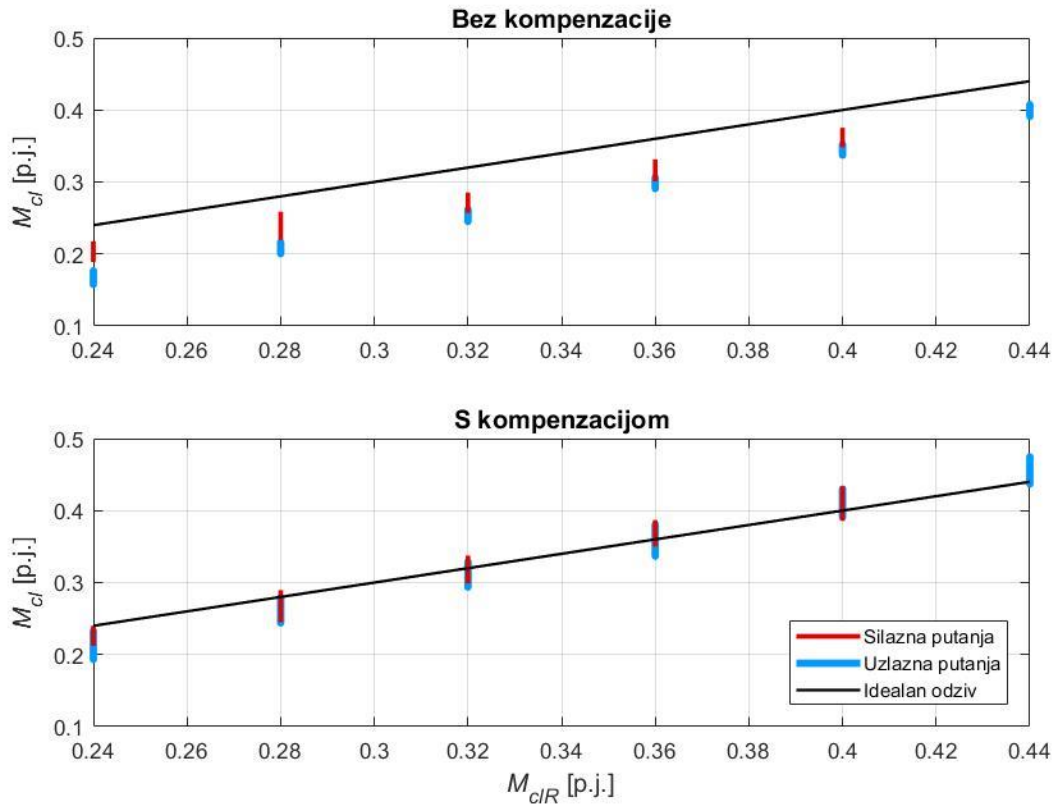 Bez kompenzacije
0.5
0.4
0.3
0.2
0.1
M_cl [p.j.]
0.24 0.26 0.28 0.3 0.32 0.34 0.36 0.38 0.4 0.42 0.44
S kompenzacijom
0.5
0.4
0.3
0.2
0.1
M_cl [p.j.]
Silazna putanja
Uzlazna putanja
Idealan odziv
0.24 0.26 0.28 0.3 0.32 0.34 0.36 0.38 0.4 0.42 0.44
M_clR [p.j.]